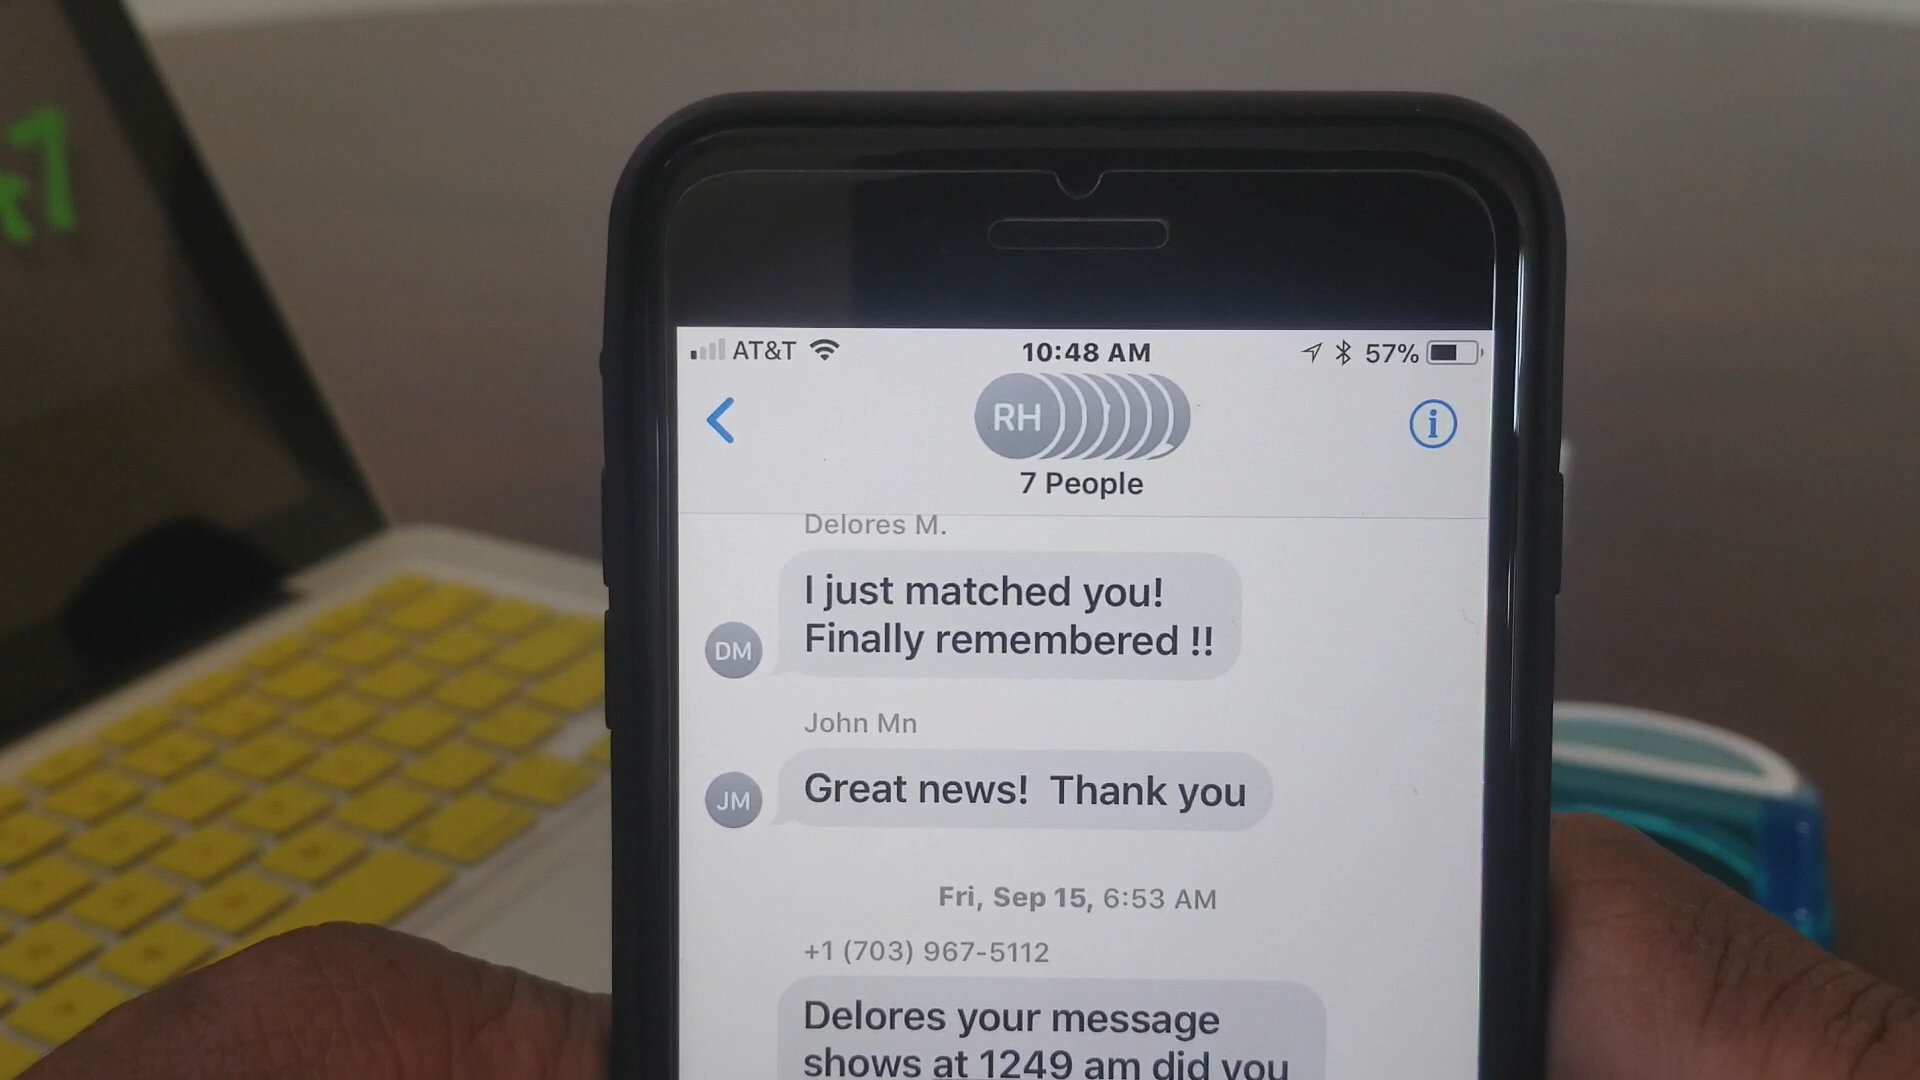 AT&T 10:48 AM 57%
RH
7 People
Delores M.
I just matched you!
Finally remembered !!
DM
John Mn
Great news!  Thank you
JM
Fri, Sep 15, 6:53 AM
+1 (703) 967-5112
Delores your message
shows at 1249 am did you